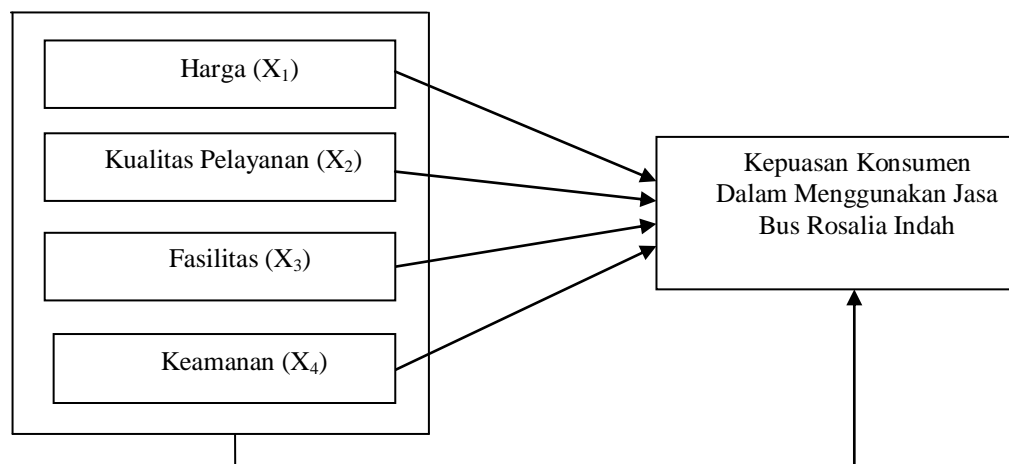 Harga (X₁)
Kualitas Pelayanan (X₂)
Fasilitas (X₃)
Keamanan (X₄)
Kepuasan Konsumen
Dalam Menggunakan Jasa
Bus Rosalia Indah